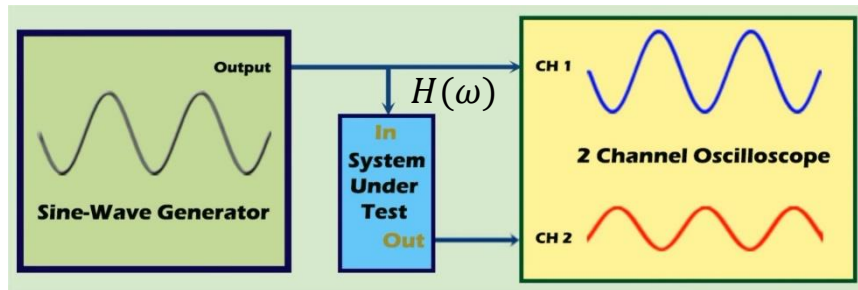 Output
Sine-Wave Generator
H(ω)
In
System
Under
Test
Out
CH 1
2 Channel Oscilloscope
CH 2